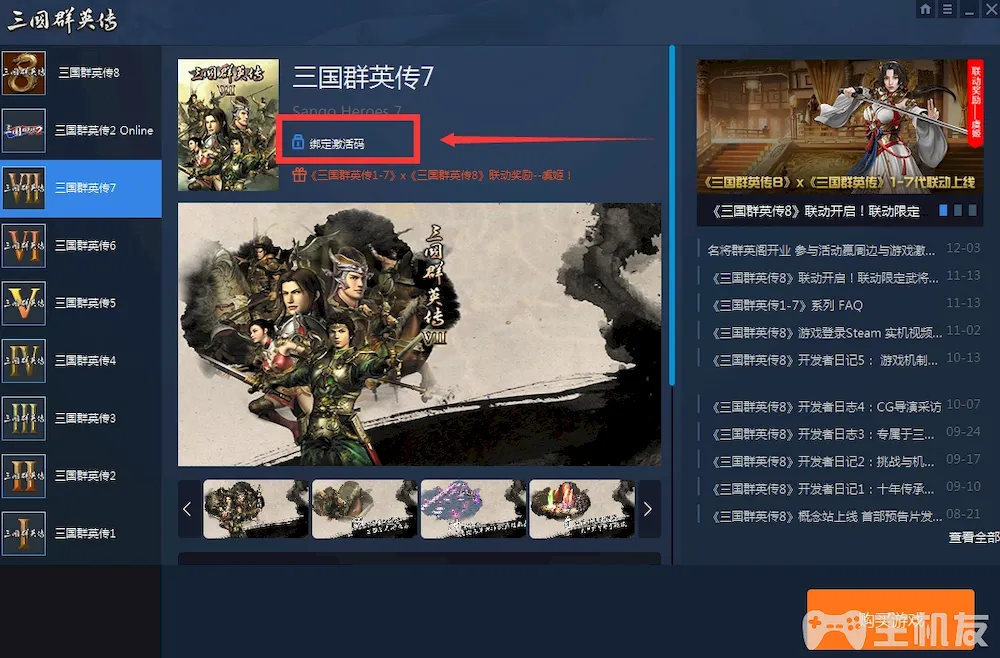 三國群英传
三国群英传8
三国群英传2 Online
三国群英传7
三国群英传6
三国群英传5
三国群英传4
三国群英传3
三国群英传2
三国群英传1
三國群英传
VII
三国群英传7
Sango Heroes 7
绑定激活码
《三国群英传1-7》x《三国群英传8》联动奖励--虞姬！
三國群英传
VII
联动奖励——虞姬
《三国群英传8》x《三国群英传》1-7代联动上线
《三国群英传8》联动开启！联动限定
名将群英阁开业 参与活动赢周边与游戏激... 12-03
《三国群英传8》联动开启！联动限定武将... 11-13
《三国群英传1-7》系列 FAQ 11-13
《三国群英传8》游戏登录Steam 实机视频... 11-02
《三国群英传8》开发者日记5： 游戏机制... 10-13
《三国群英传8》开发者日志4：CG导演采访 10-07
《三国群英传8》开发者日志3：专属于三... 09-24
《三国群英传8》开发者日记2：挑战与机... 09-17
《三国群英传8》开发者日记1：十年传承... 09-10
《三国群英传8》概念站上线 首部预告片发... 08-21
查看全部
购买游戏
主机友